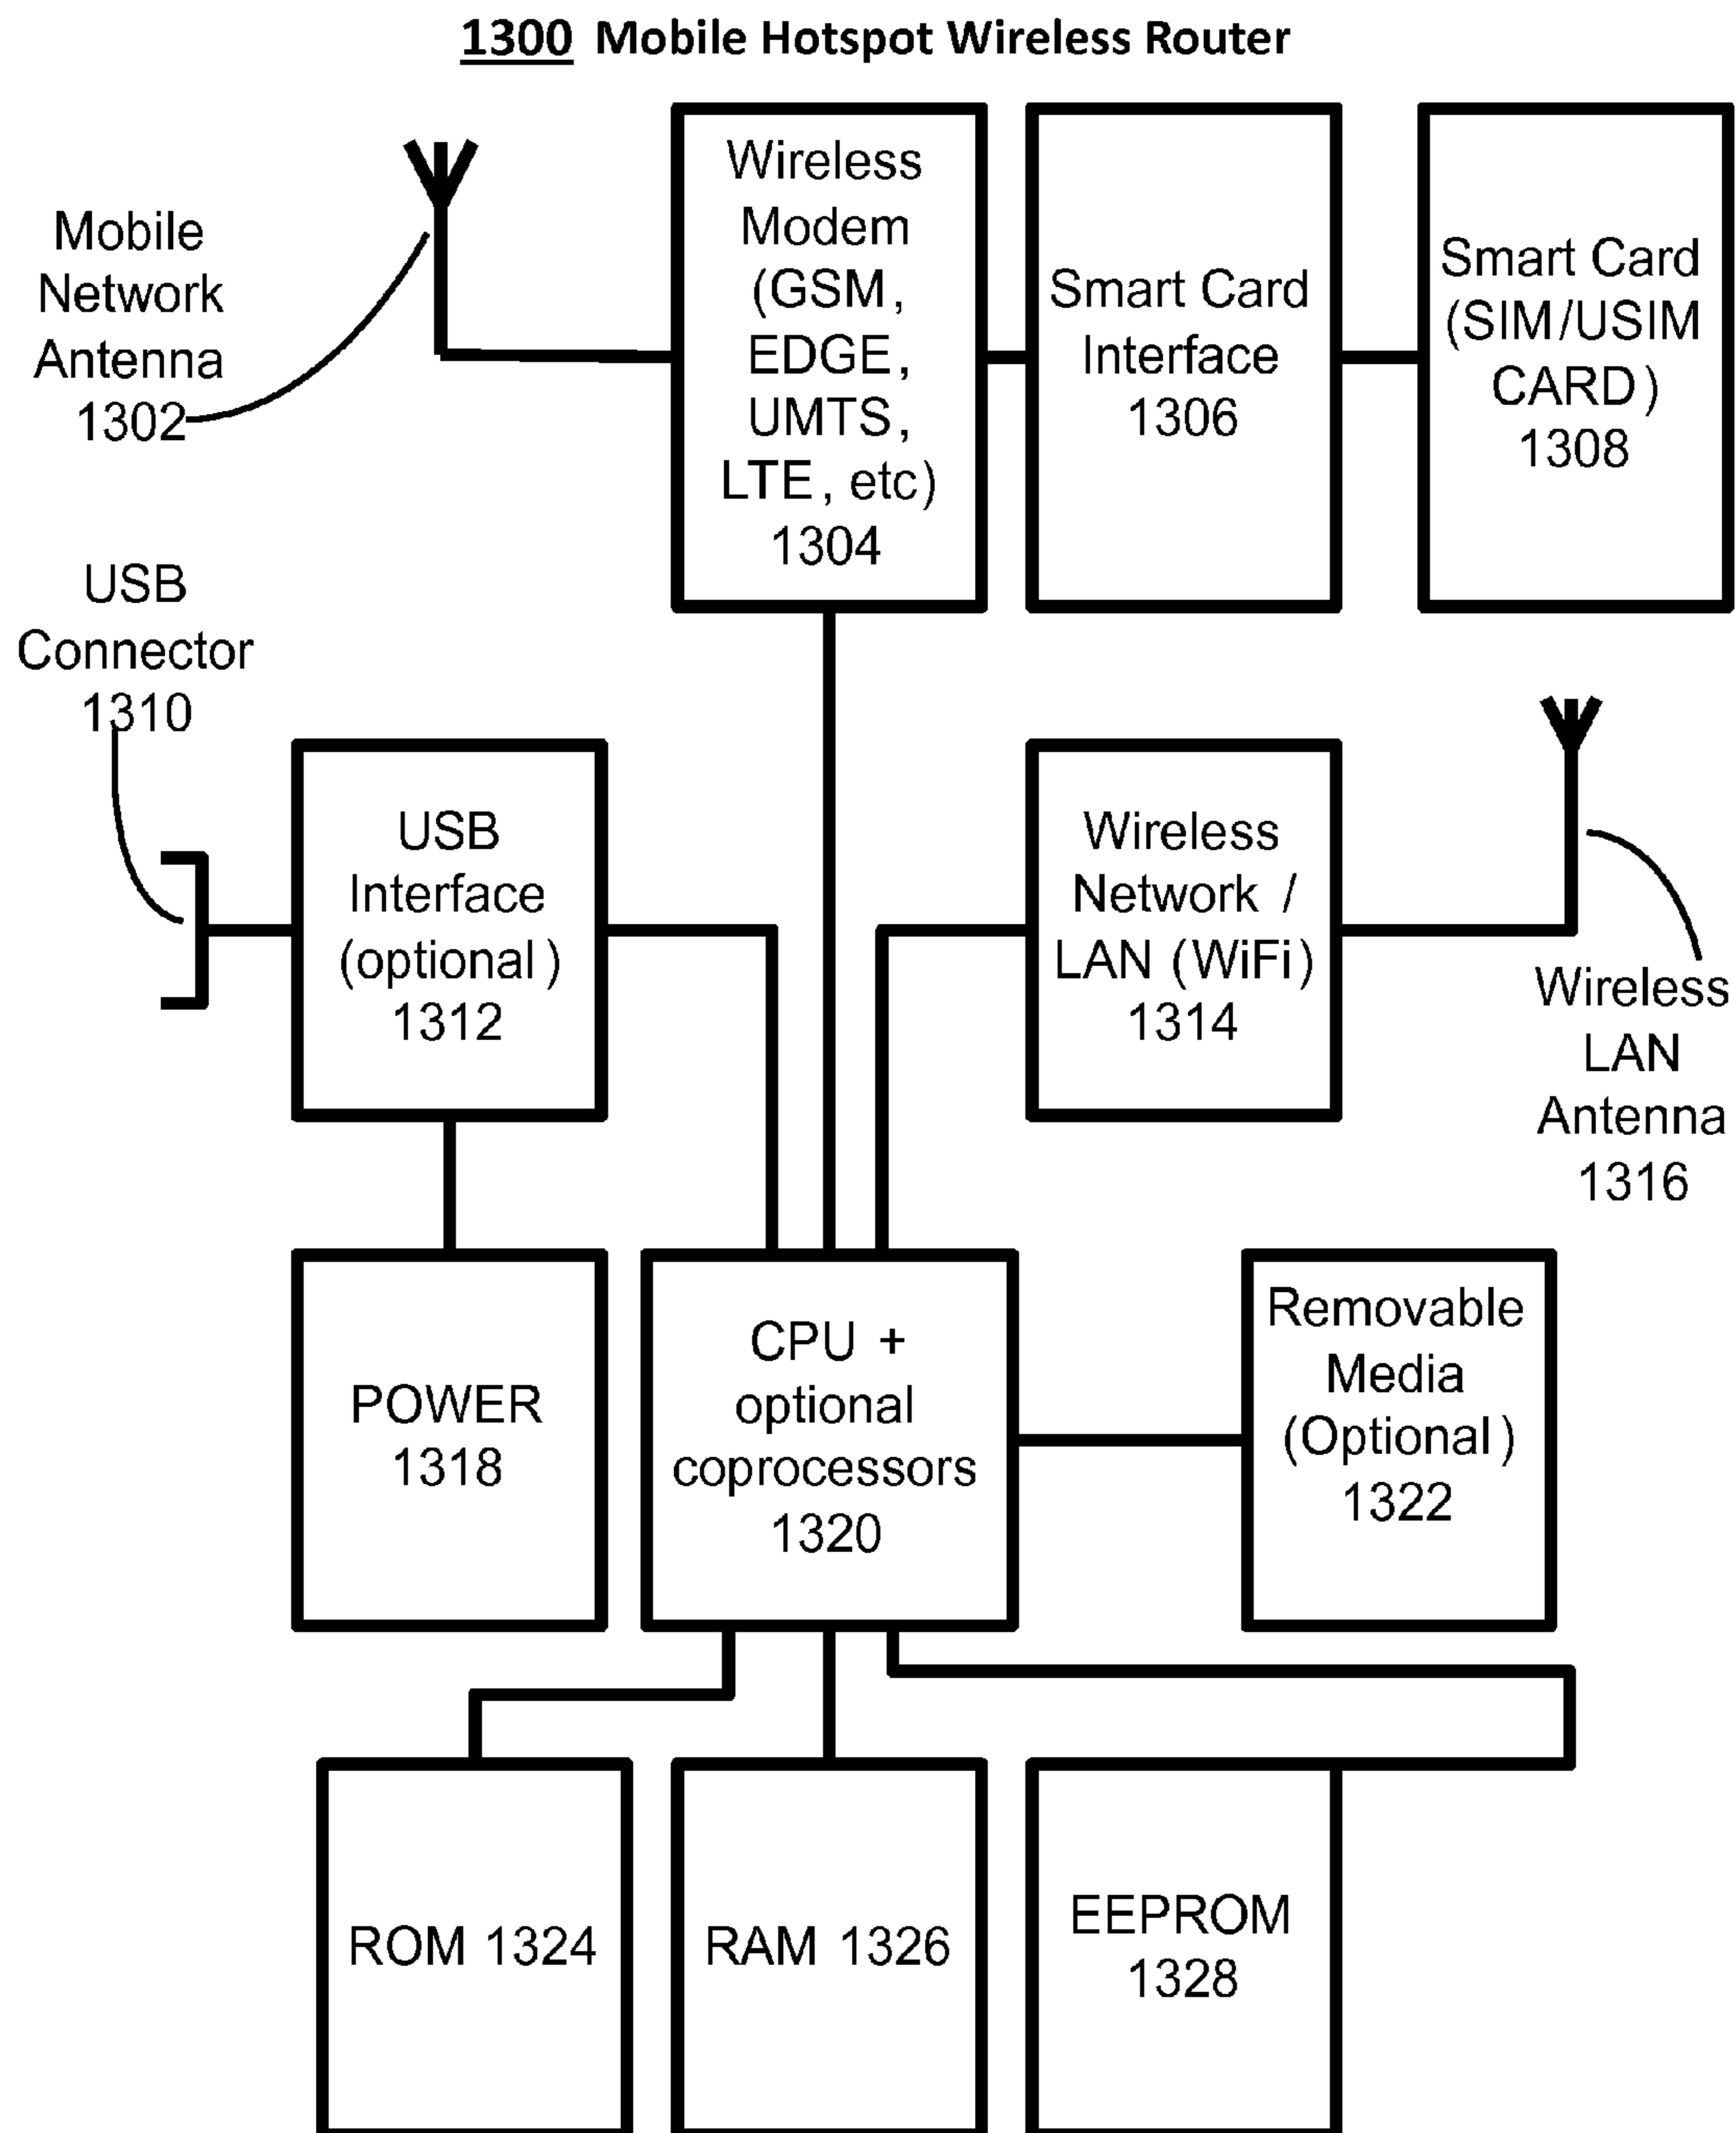 1300 Mobile Hotspot Wireless Router
Mobile
Network
Antenna
1302
Wireless
Modem
(GSM,
EDGE,
UMTS,
LTE, etc)
1304
Smart Card
Interface
1306
Smart Card
(SIM/USIM
CARD)
1308
USB
Connector
1310
USB
Interface
(optional)
1312
Wireless
Network /
LAN (WiFi)
1314
Wireless
LAN
Antenna
1316
POWER
1318
CPU +
optional
coprocessors
1320
Removable
Media
(Optional)
1322
ROM 1324
RAM 1326
EEPROM
1328